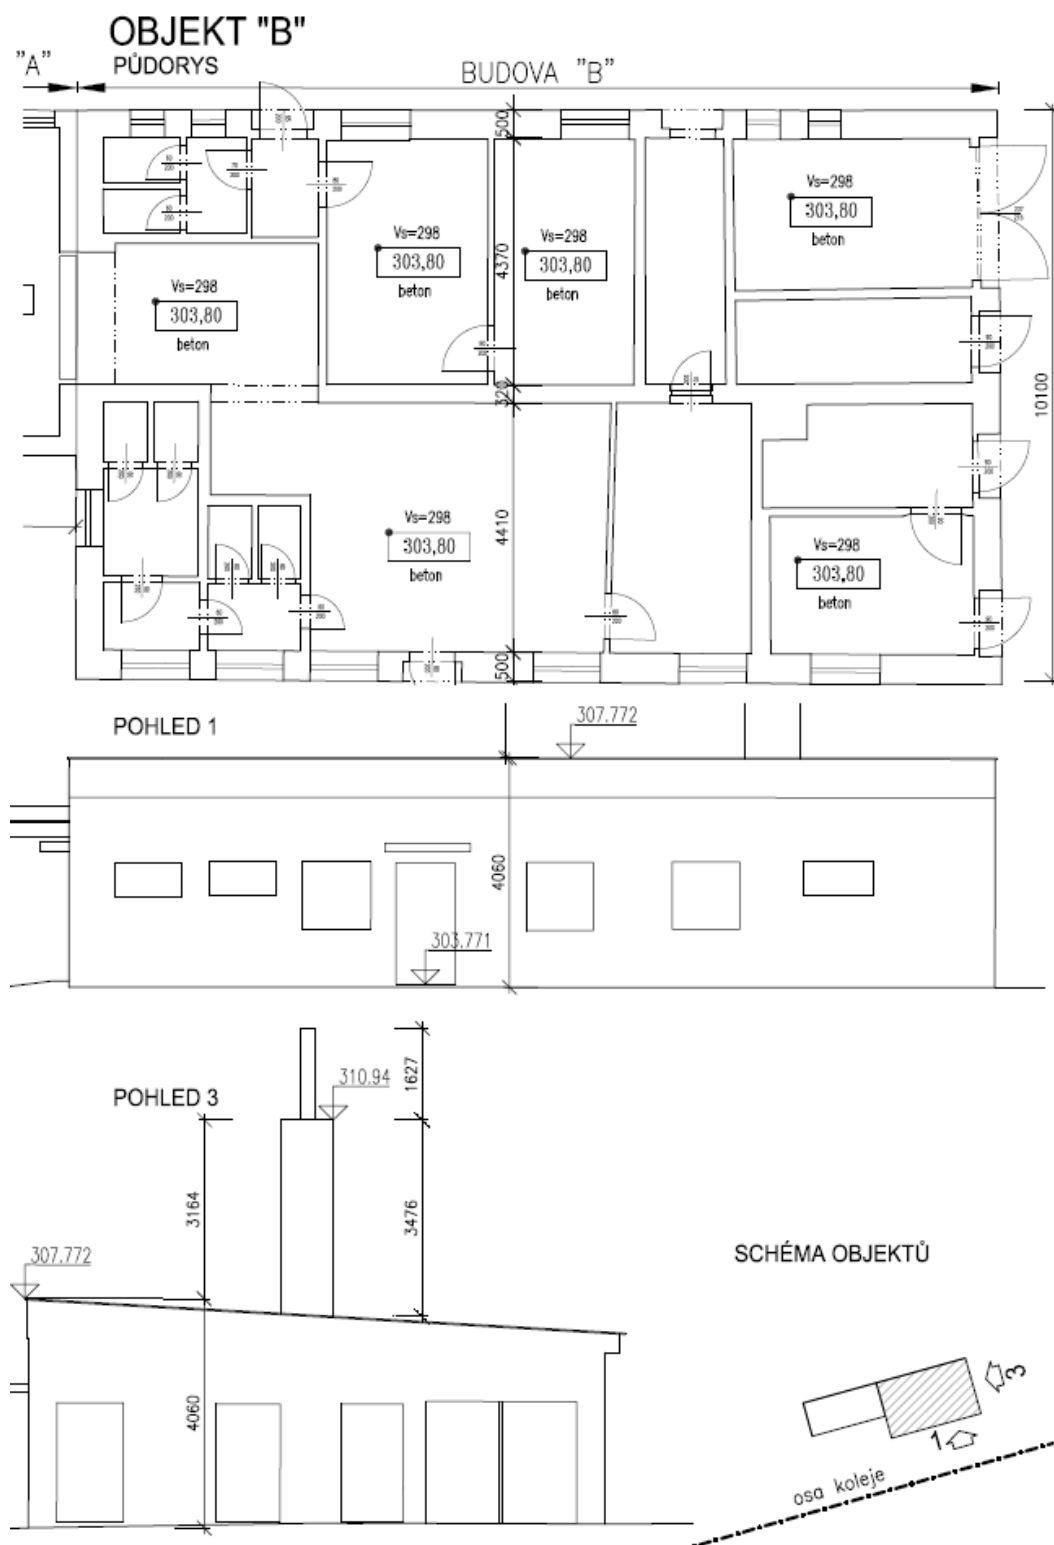 OBJEKT "B"
"A"
PŮDORYS
BUDOVA "B"
500
Vs=298
303,80
beton
Vs=298
303,80
beton
Vs=298
303,80
beton
4370
Vs=298
303,80
beton
320
10100
Vs=298
303,80
beton
4410
Vs=298
303,80
beton
500
POHLED 1
307.772
4060
303.771
POHLED 3
310.94
1627
3164
3476
307.772
SCHÉMA OBJEKTŮ
4060
3
1
osa koleje